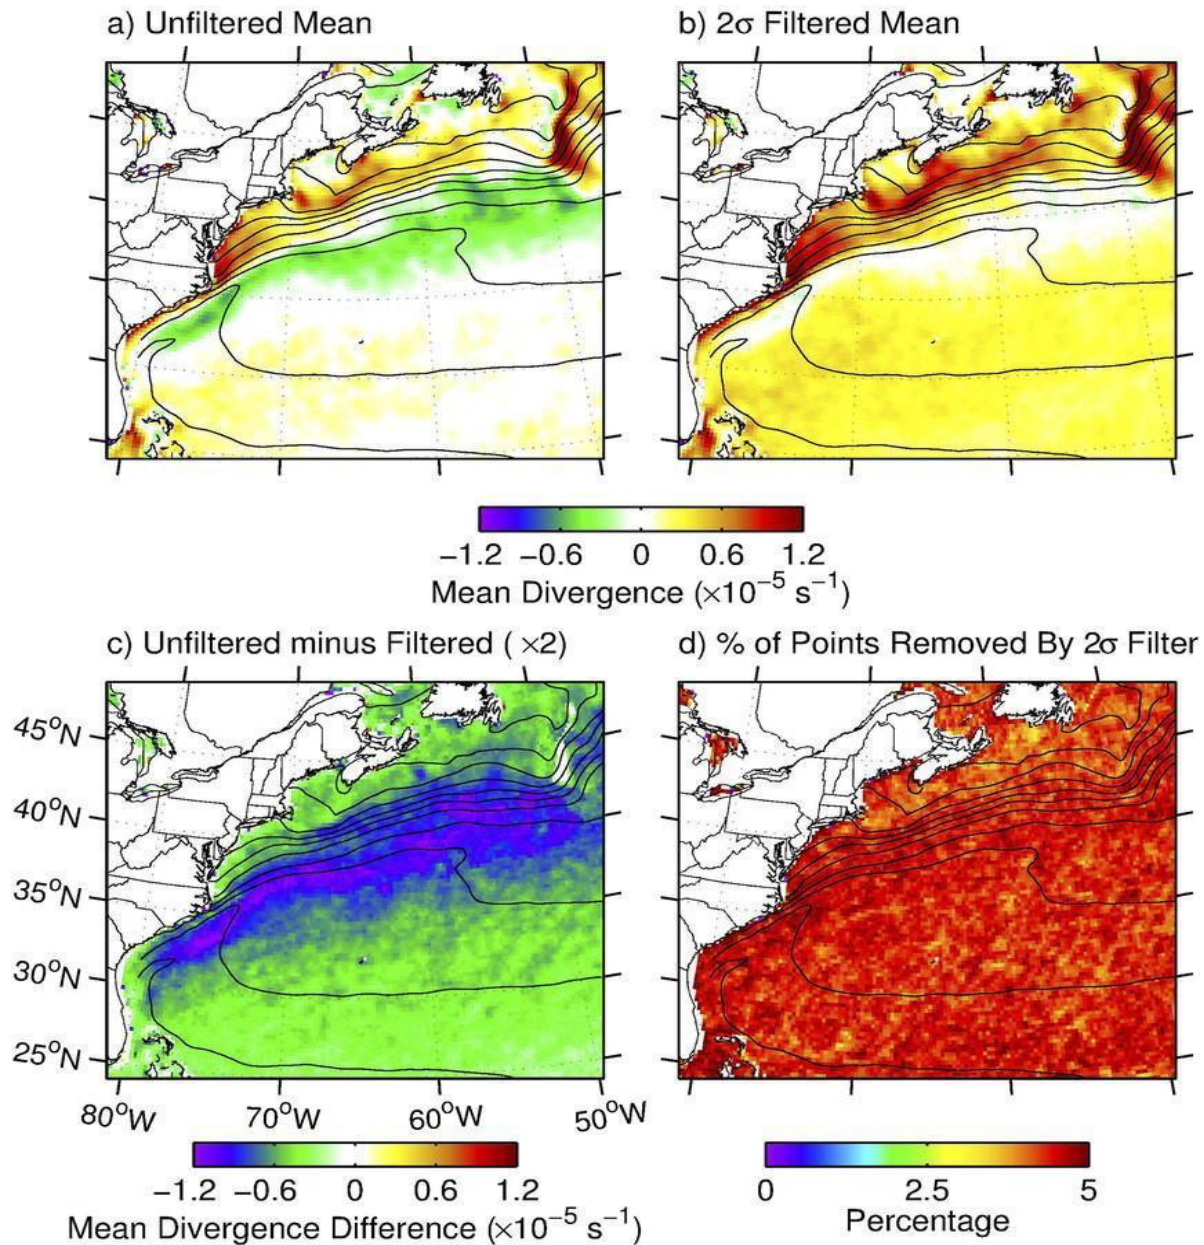 a) Unfiltered Mean
b) 2σ Filtered Mean
−1.2 −0.6 0 0.6 1.2
Mean Divergence (×10⁻⁵ s⁻¹)
c) Unfiltered minus Filtered ( ×2)
d) % of Points Removed By 2σ Filter
45°N
40°N
35°N
30°N
25°N
80°W 70°W 60°W 50°W
−1.2 −0.6 0 0.6 1.2
Mean Divergence Difference (×10⁻⁵ s⁻¹)
0 2.5 5
Percentage